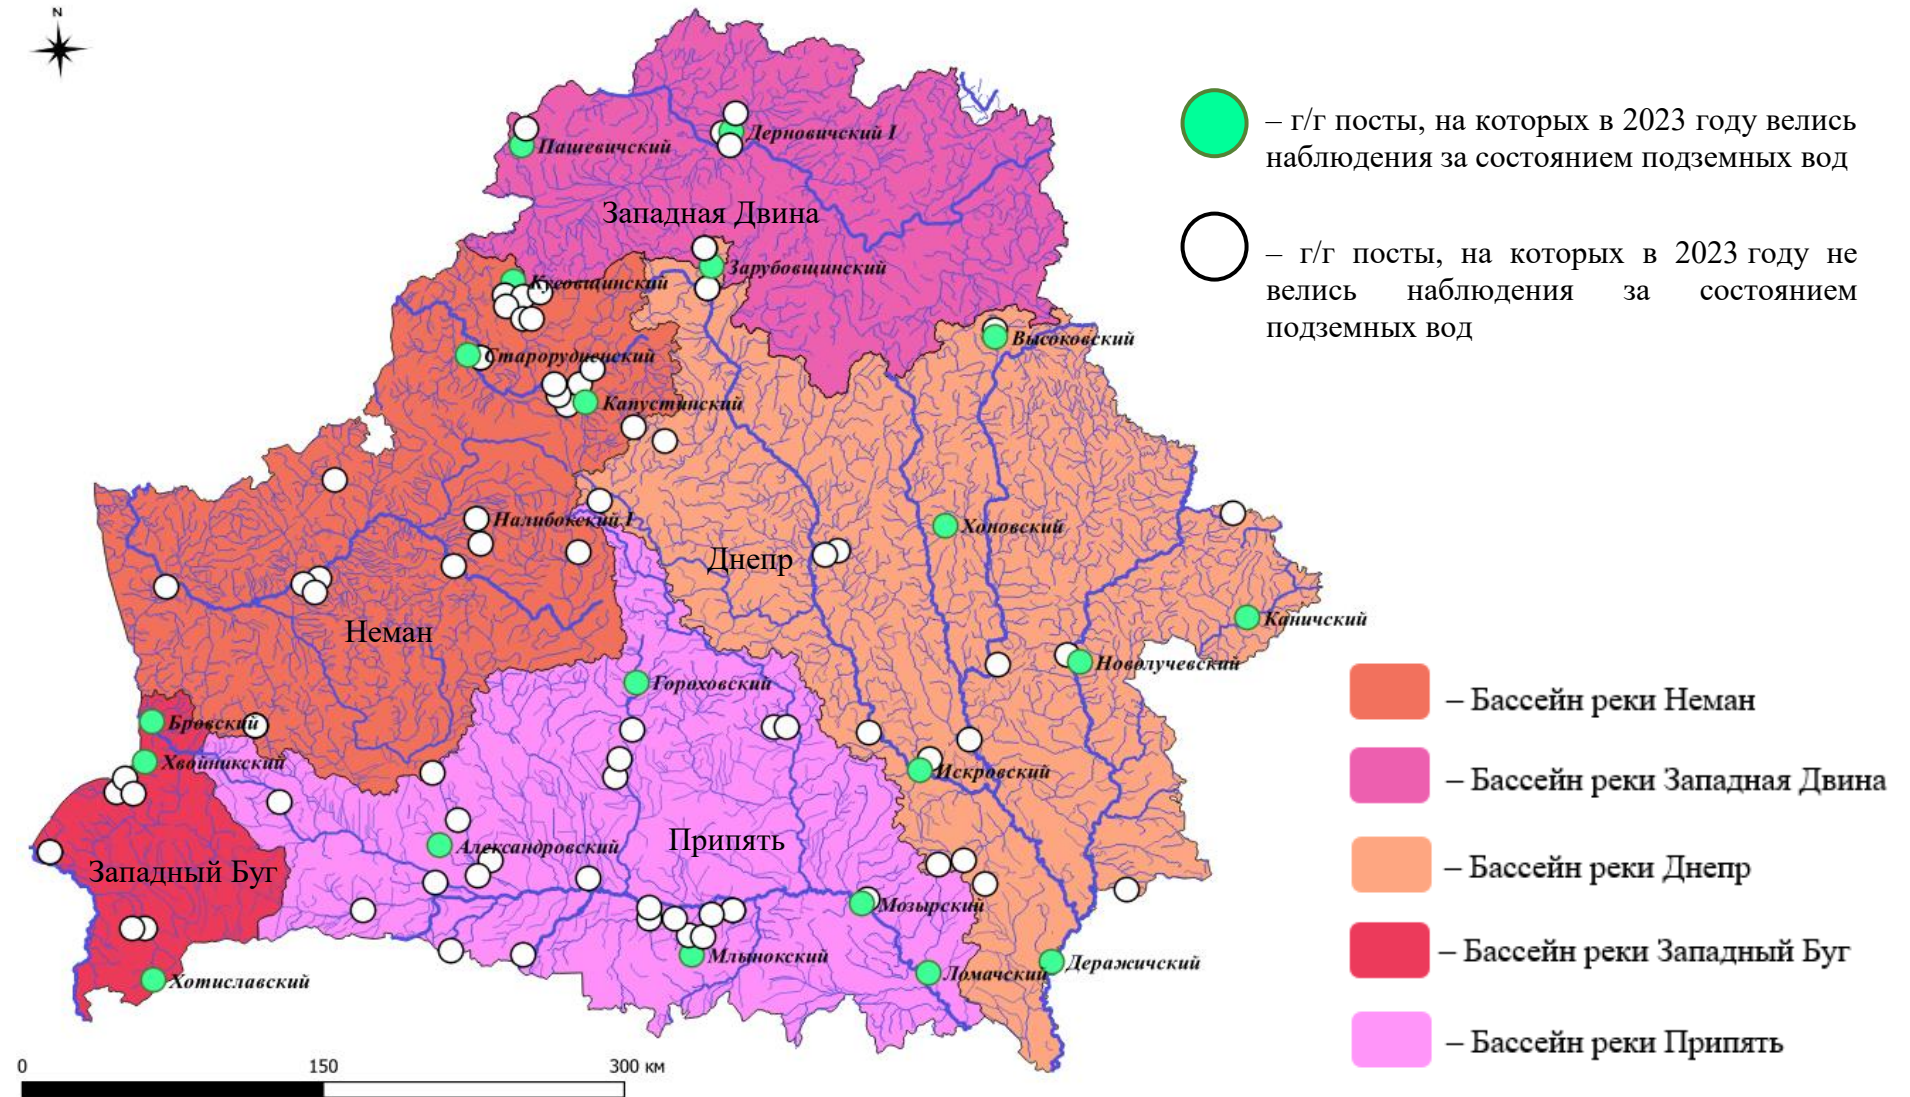 N
Дерновичский I
Пашевичский
Западная Двина
Зарубовщинский
Кусовщинский
Высоковский
Старорудненский
Капустинский
Налибокский I
Хоновский
Днепр
Каничский
Неман
Новолучевский
Гороховский
Бровский
Хвойникский
Искровский
Припять
Александровский
Западный Буг
Мозырский
Млынокский
Деражичский
Ломачский
Хотиславский
0 150 300 км
– г/г посты, на которых в 2023 году велись
наблюдения за состоянием подземных вод
– г/г посты, на которых в 2023 году не
велись наблюдения за состоянием
подземных вод
– Бассейн реки Неман
– Бассейн реки Западная Двина
– Бассейн реки Днепр
– Бассейн реки Западный Буг
– Бассейн реки Припять